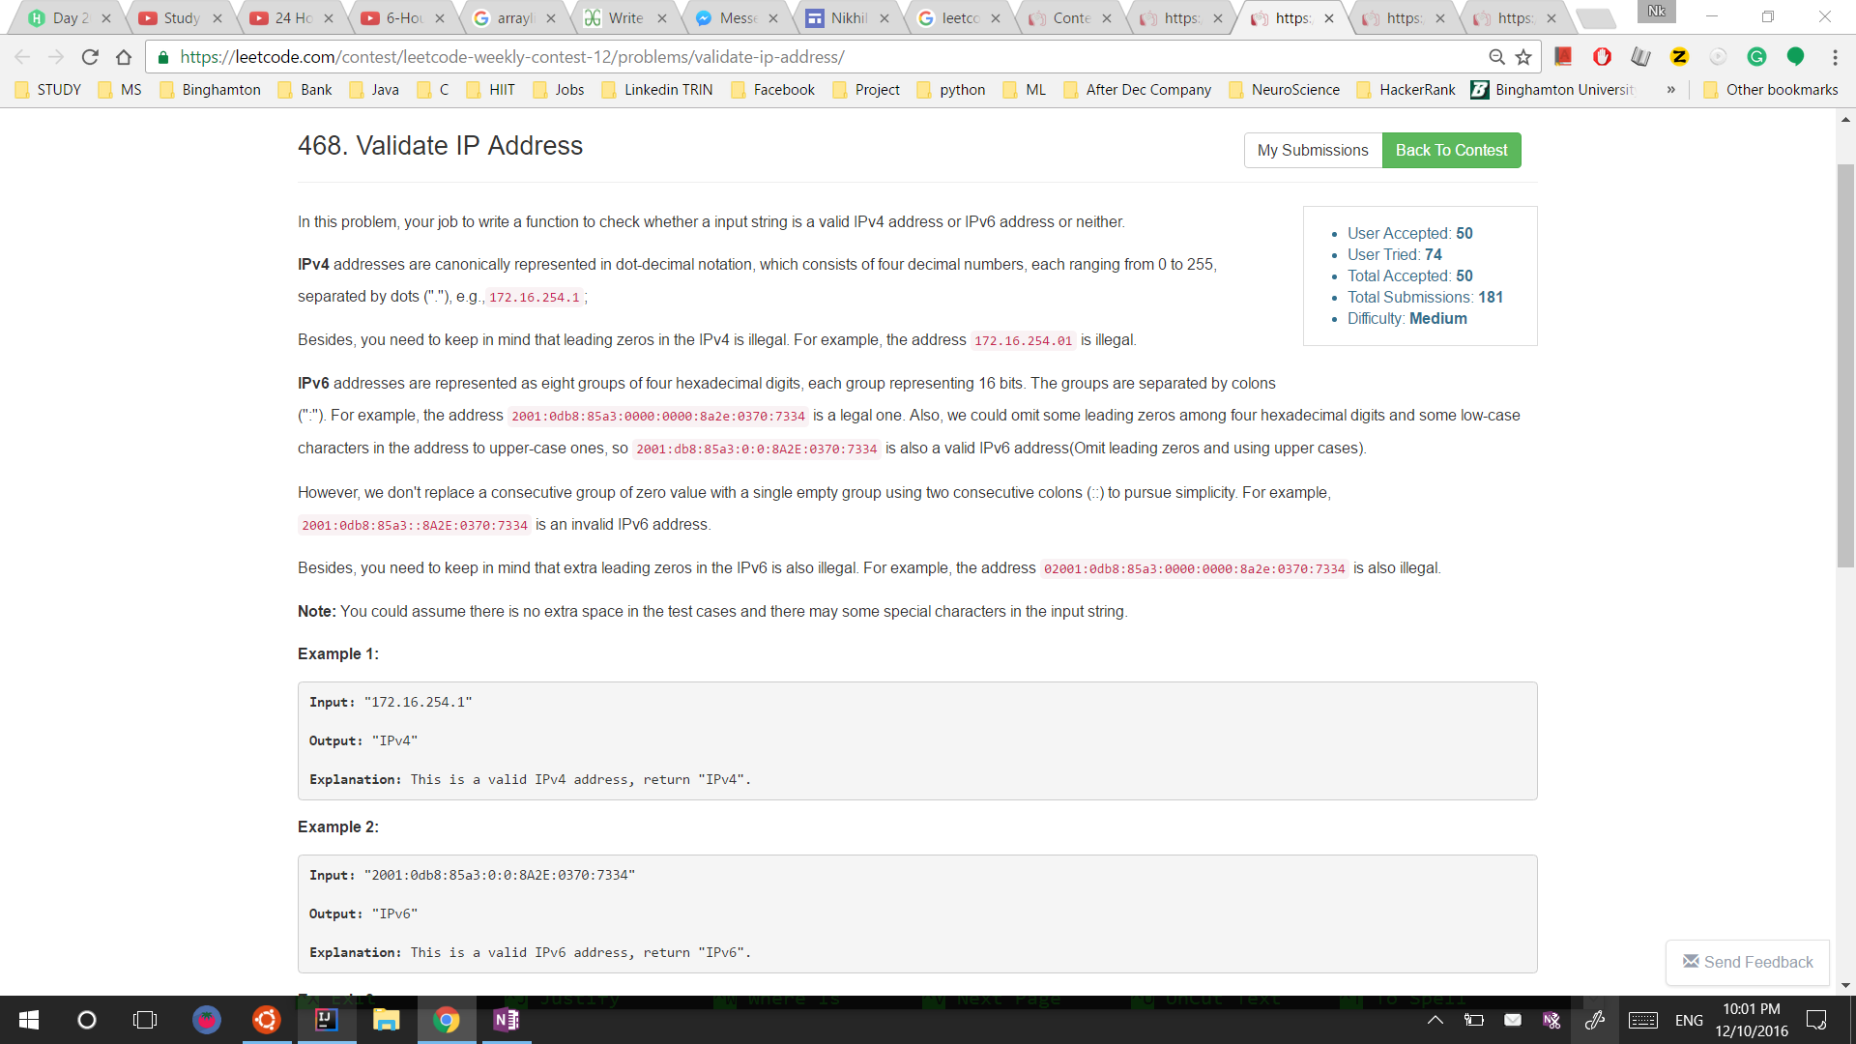 Day 2
Study
24 Ho
6-Hou
arrayli
Write
Messe
Nikhil
leetco
Conte
https:
https:
https:
https:
Nk
https://leetcode.com/contest/leetcode-weekly-contest-12/problems/validate-ip-address/
STUDY MS Binghamton Bank Java C HIIT Jobs Linkedin TRIN Facebook Project python ML After Dec Company NeuroScience HackerRank Binghamton Universit » Other bookmarks
468. Validate IP Address
My Submissions
Back To Contest
In this problem, your job to write a function to check whether a input string is a valid IPv4 address or IPv6 address or neither.
User Accepted: 50
User Tried: 74
Total Accepted: 50
Total Submissions: 181
Difficulty: Medium
IPv4 addresses are canonically represented in dot-decimal notation, which consists of four decimal numbers, each ranging from 0 to 255,
separated by dots ("."), e.g.,172.16.254.1;
Besides, you need to keep in mind that leading zeros in the IPv4 is illegal. For example, the address 172.16.254.01 is illegal.
IPv6 addresses are represented as eight groups of four hexadecimal digits, each group representing 16 bits. The groups are separated by colons
(":"). For example, the address 2001:0db8:85a3:0000:0000:8a2e:0370:7334 is a legal one. Also, we could omit some leading zeros among four hexadecimal digits and some low-case
characters in the address to upper-case ones, so 2001:db8:85a3:0:0:8A2E:0370:7334 is also a valid IPv6 address(Omit leading zeros and using upper cases).
However, we don't replace a consecutive group of zero value with a single empty group using two consecutive colons (::) to pursue simplicity. For example,
2001:0db8:85a3::8A2E:0370:7334 is an invalid IPv6 address.
Besides, you need to keep in mind that extra leading zeros in the IPv6 is also illegal. For example, the address 02001:0db8:85a3:0000:0000:8a2e:0370:7334 is also illegal.
Note: You could assume there is no extra space in the test cases and there may some special characters in the input string.
Example 1:
Input: "172.16.254.1"
Output: "IPv4"
Explanation: This is a valid IPv4 address, return "IPv4".
Example 2:
Input: "2001:0db8:85a3:0:0:8A2E:0370:7334"
Output: "IPv6"
Explanation: This is a valid IPv6 address, return "IPv6".
Send Feedback
Exit Justify Where Is Next Page UnCut Text To Spell
ENG
10:01 PM
12/10/2016